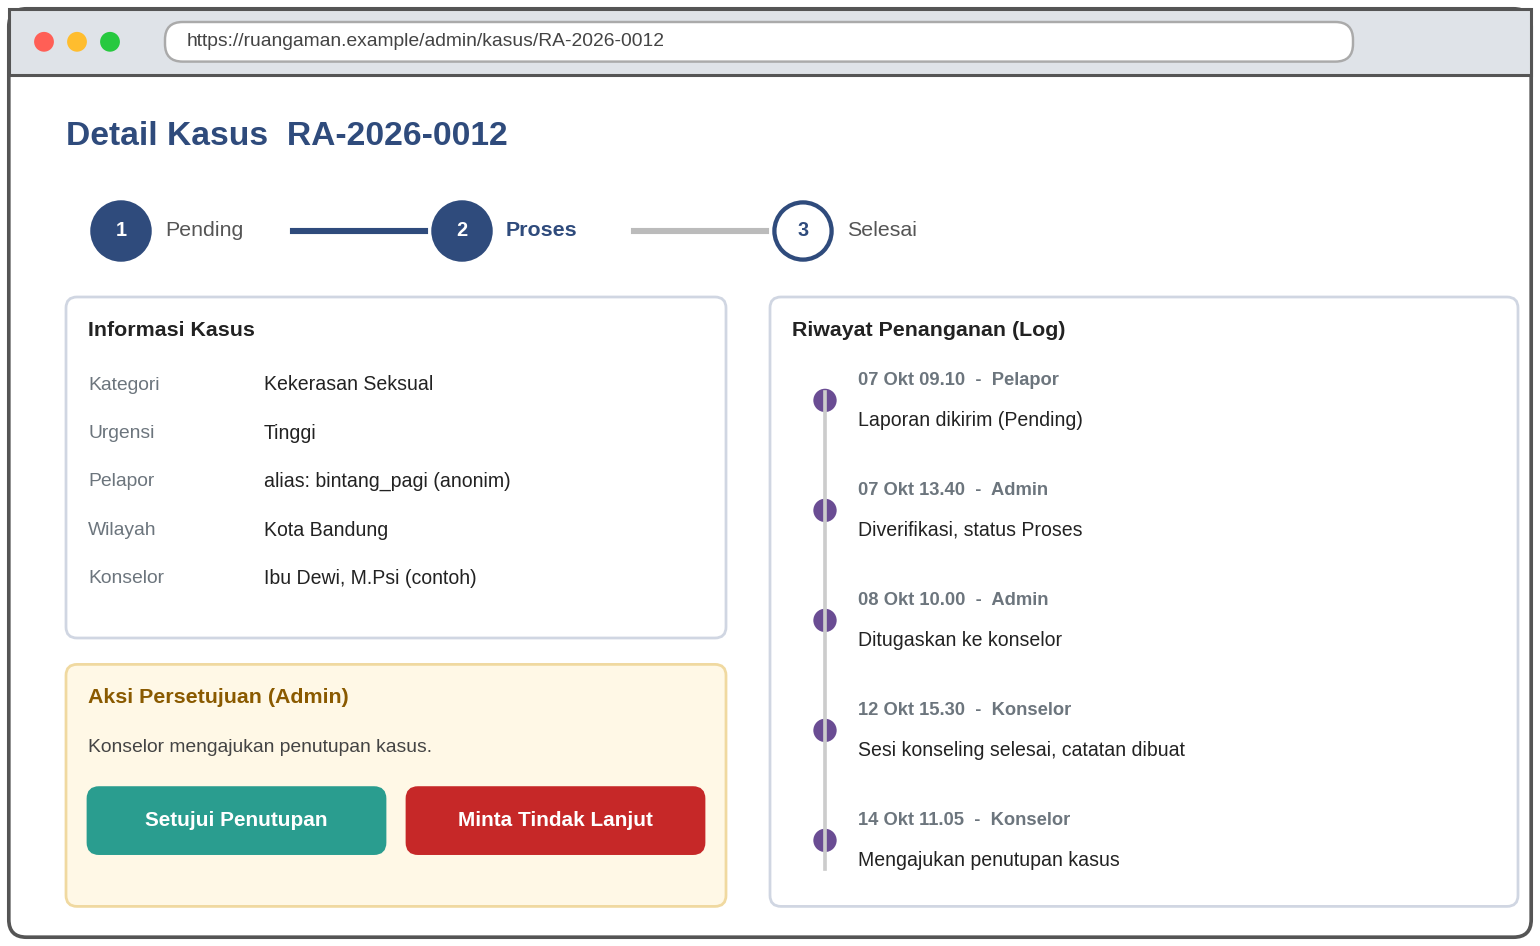 https://ruangaman.example/admin/kasus/RA-2026-0012
Detail Kasus  RA-2026-0012
1 Pending
2 Proses
3 Selesai
Informasi Kasus
Kategori Kekerasan Seksual
Urgensi Tinggi
Pelapor alias: bintang_pagi (anonim)
Wilayah Kota Bandung
Konselor Ibu Dewi, M.Psi (contoh)
Aksi Persetujuan (Admin)
Konselor mengajukan penutupan kasus.
Setujui Penutupan
Minta Tindak Lanjut
Riwayat Penanganan (Log)
07 Okt 09.10  -  Pelapor
Laporan dikirim (Pending)
07 Okt 13.40  -  Admin
Diverifikasi, status Proses
08 Okt 10.00  -  Admin
Ditugaskan ke konselor
12 Okt 15.30  -  Konselor
Sesi konseling selesai, catatan dibuat
14 Okt 11.05  -  Konselor
Mengajukan penutupan kasus